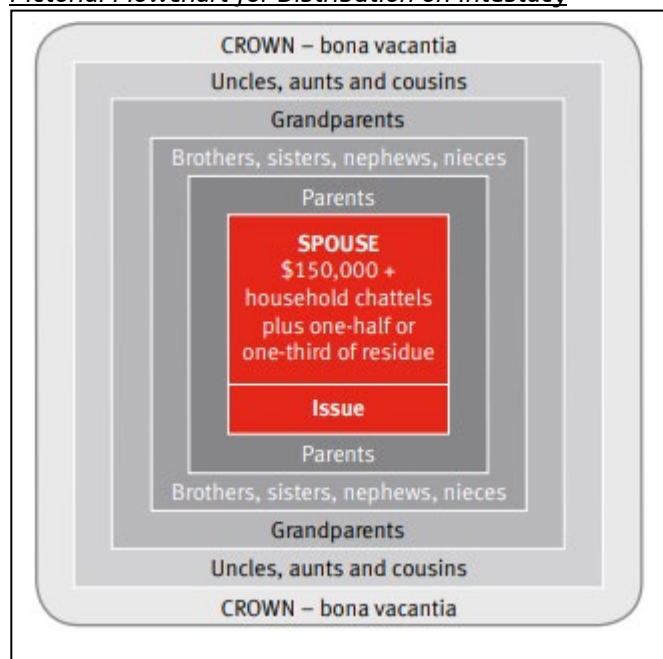 Pictorial Flowchart for Distribution on Intestacy
CROWN – bona vacantia
Uncles, aunts and cousins
Grandparents
Brothers, sisters, nephews, nieces
Parents
SPOUSE
$150,000 +
household chattels
plus one-half or
one-third of residue
Issue
Parents
Brothers, sisters, nephews, nieces
Grandparents
Uncles, aunts and cousins
CROWN – bona vacantia